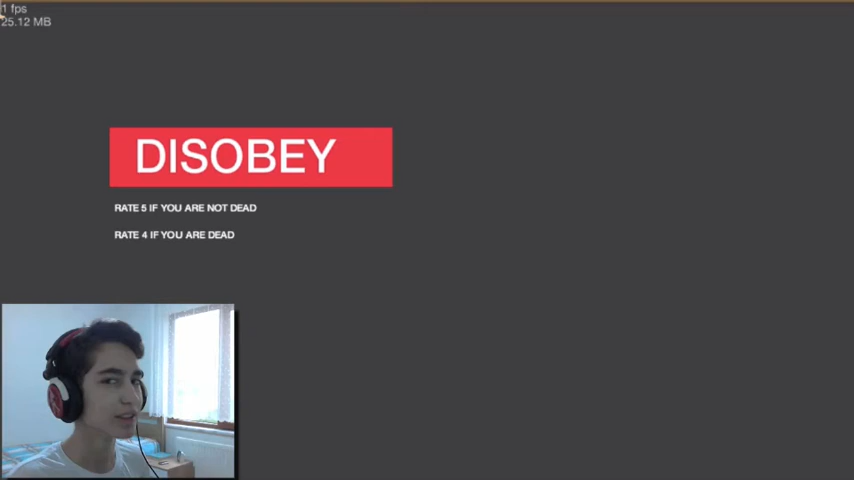 1 fps
25.12 MB
DISOBEY
RATE 5 IF YOU ARE NOT DEAD
RATE 4 IF YOU ARE DEAD